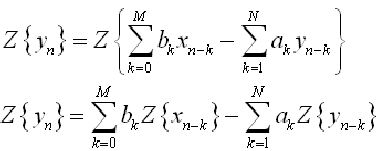 Z{y_n} = Z{∑_{k=0}^{M} b_k x_{n-k} − ∑_{k=1}^{N} a_k y_{n-k}}
Z{y_n} = ∑_{k=0}^{M} b_k Z{x_{n-k}} − ∑_{k=1}^{N} a_k Z{y_{n-k}}